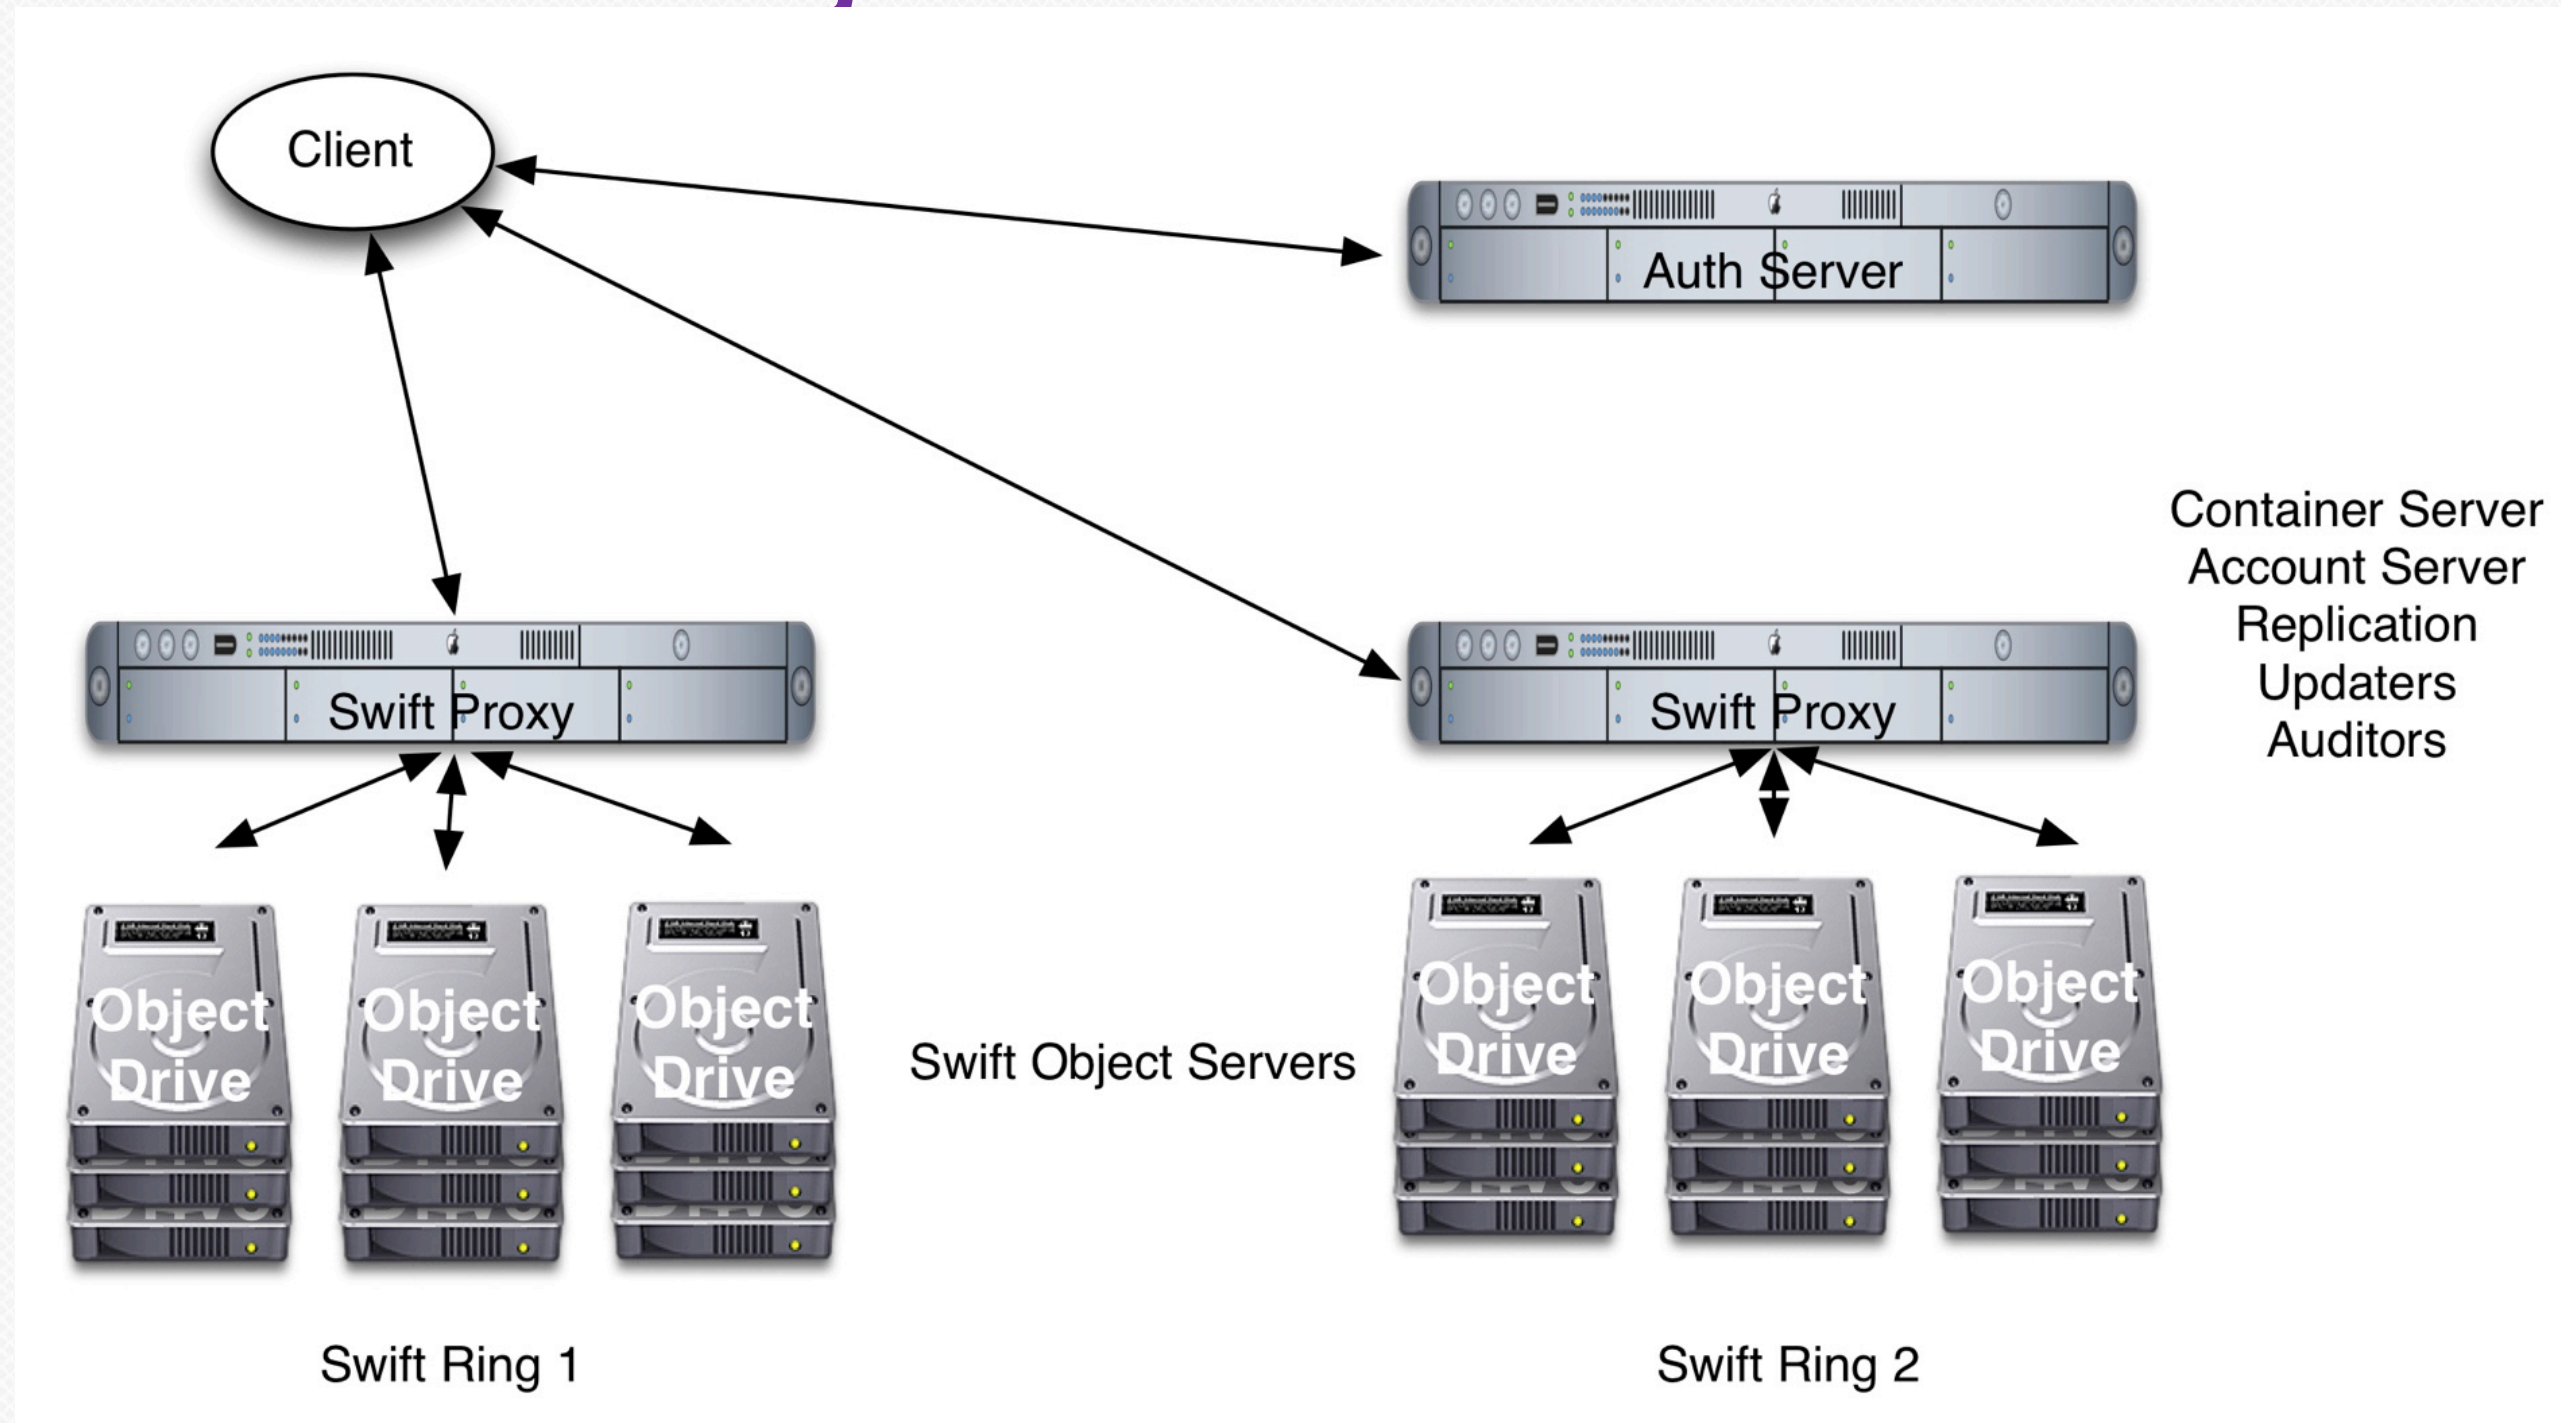 Client
Auth Server
Container Server
Account Server
Replication
Updaters
Auditors
Swift Proxy
Swift Proxy
Object
Drive
Object
Drive
Object
Drive
Swift Object Servers
Object
Drive
Object
Drive
Object
Drive
Swift Ring 1
Swift Ring 2